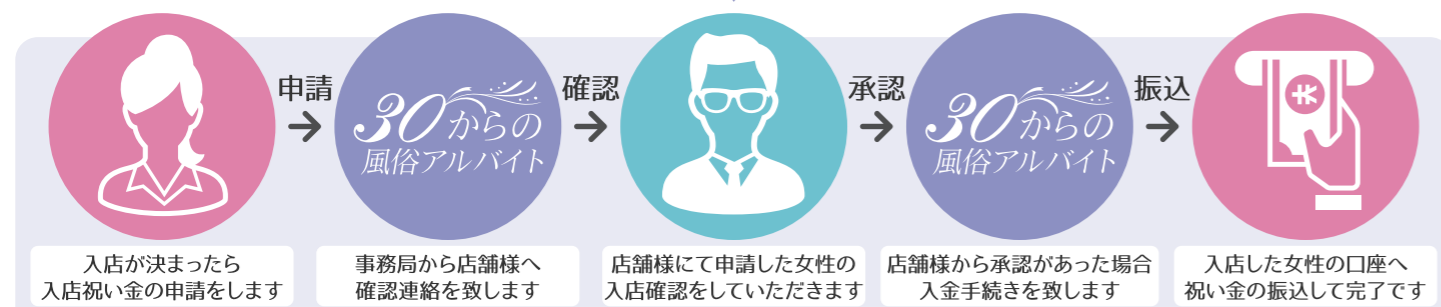 申請
確認
承認
振込
30からの
風俗アルバイト
30からの
風俗アルバイト
入店が決まったら
入店祝い金の申請をします
事務局から店舗様へ
確認連絡を致します
店舗様にて申請した女性の
入店確認をしていただきます
店舗様から承認があった場合
入金手続きを致します
入店した女性の口座へ
祝い金の振込して完了です